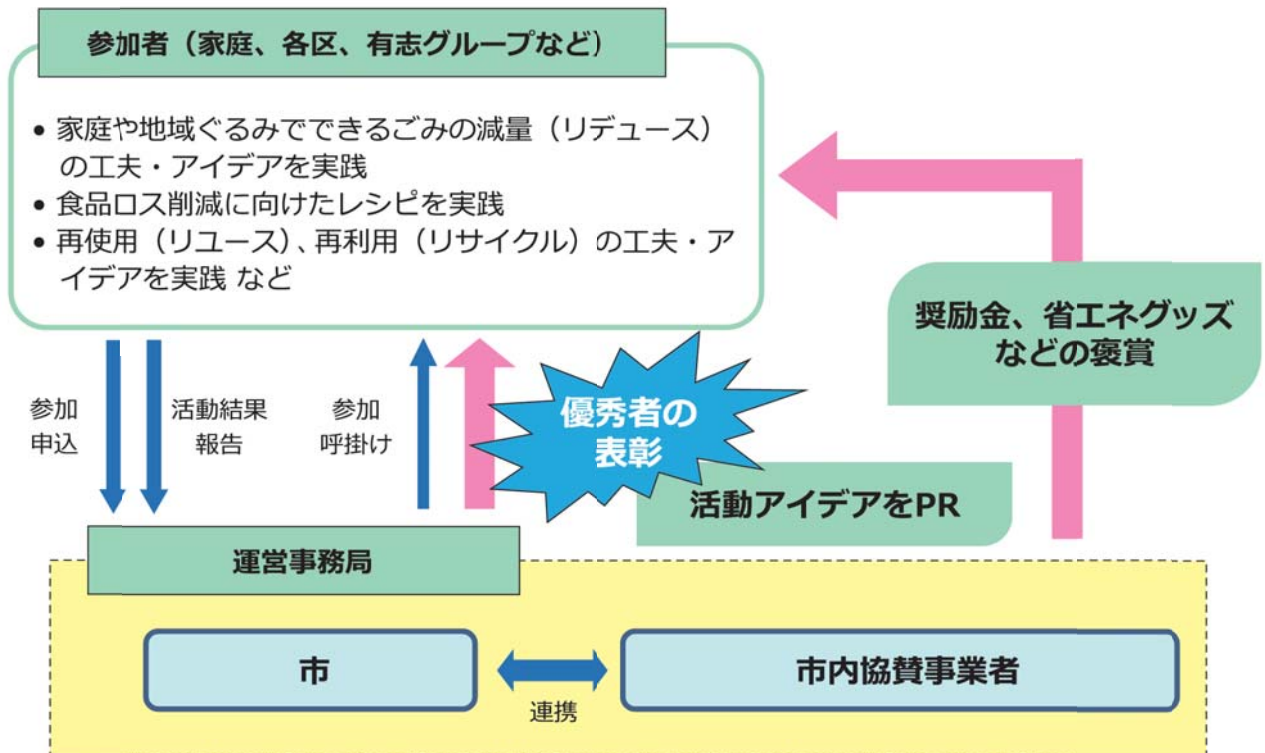 参加者（家庭、各区、有志グループなど）
• 家庭や地域ぐるみでできるごみの減量（リデュース）
の工夫・アイデアを実践
• 食品ロス削減に向けたレシピを実践
• 再使用（リユース）、再利用（リサイクル）の工夫・ア
イデアを実践 など
奨励金、省エネグッズ
などの褒賞
参加
申込
活動結果
報告
参加
呼掛け
優秀者の
表彰
活動アイデアをPR
運営事務局
市
連携
市内協賛事業者